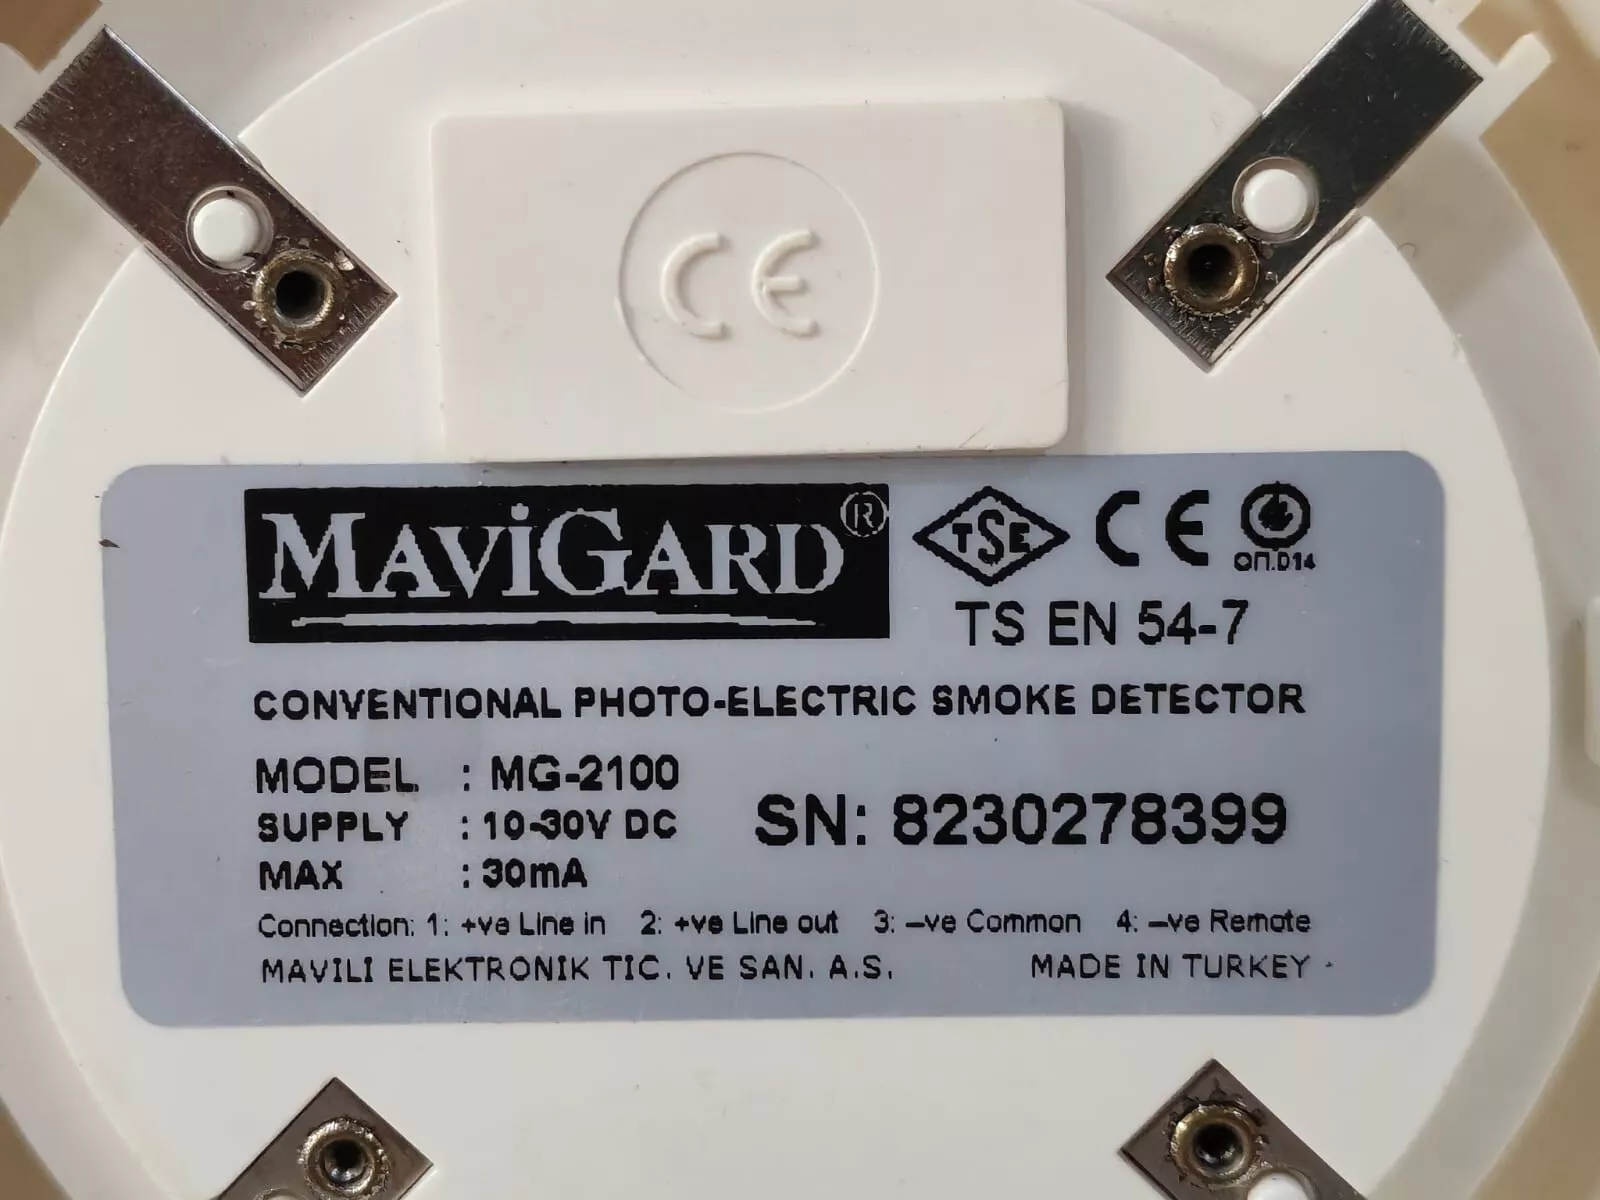 CE
MAVİGARD®
TSE CE
ОП.D14
TS EN 54-7
CONVENTIONAL PHOTO-ELECTRIC SMOKE DETECTOR
MODEL : MG-2100
SUPPLY : 10-30V DC
SN: 8230278399
MAX : 30mA
Connection: 1: +ve Line in 2: +ve Line out 3: –ve Common 4: –ve Remote
MAVILI ELEKTRONIK TIC. VE SAN. A.S. MADE IN TURKEY